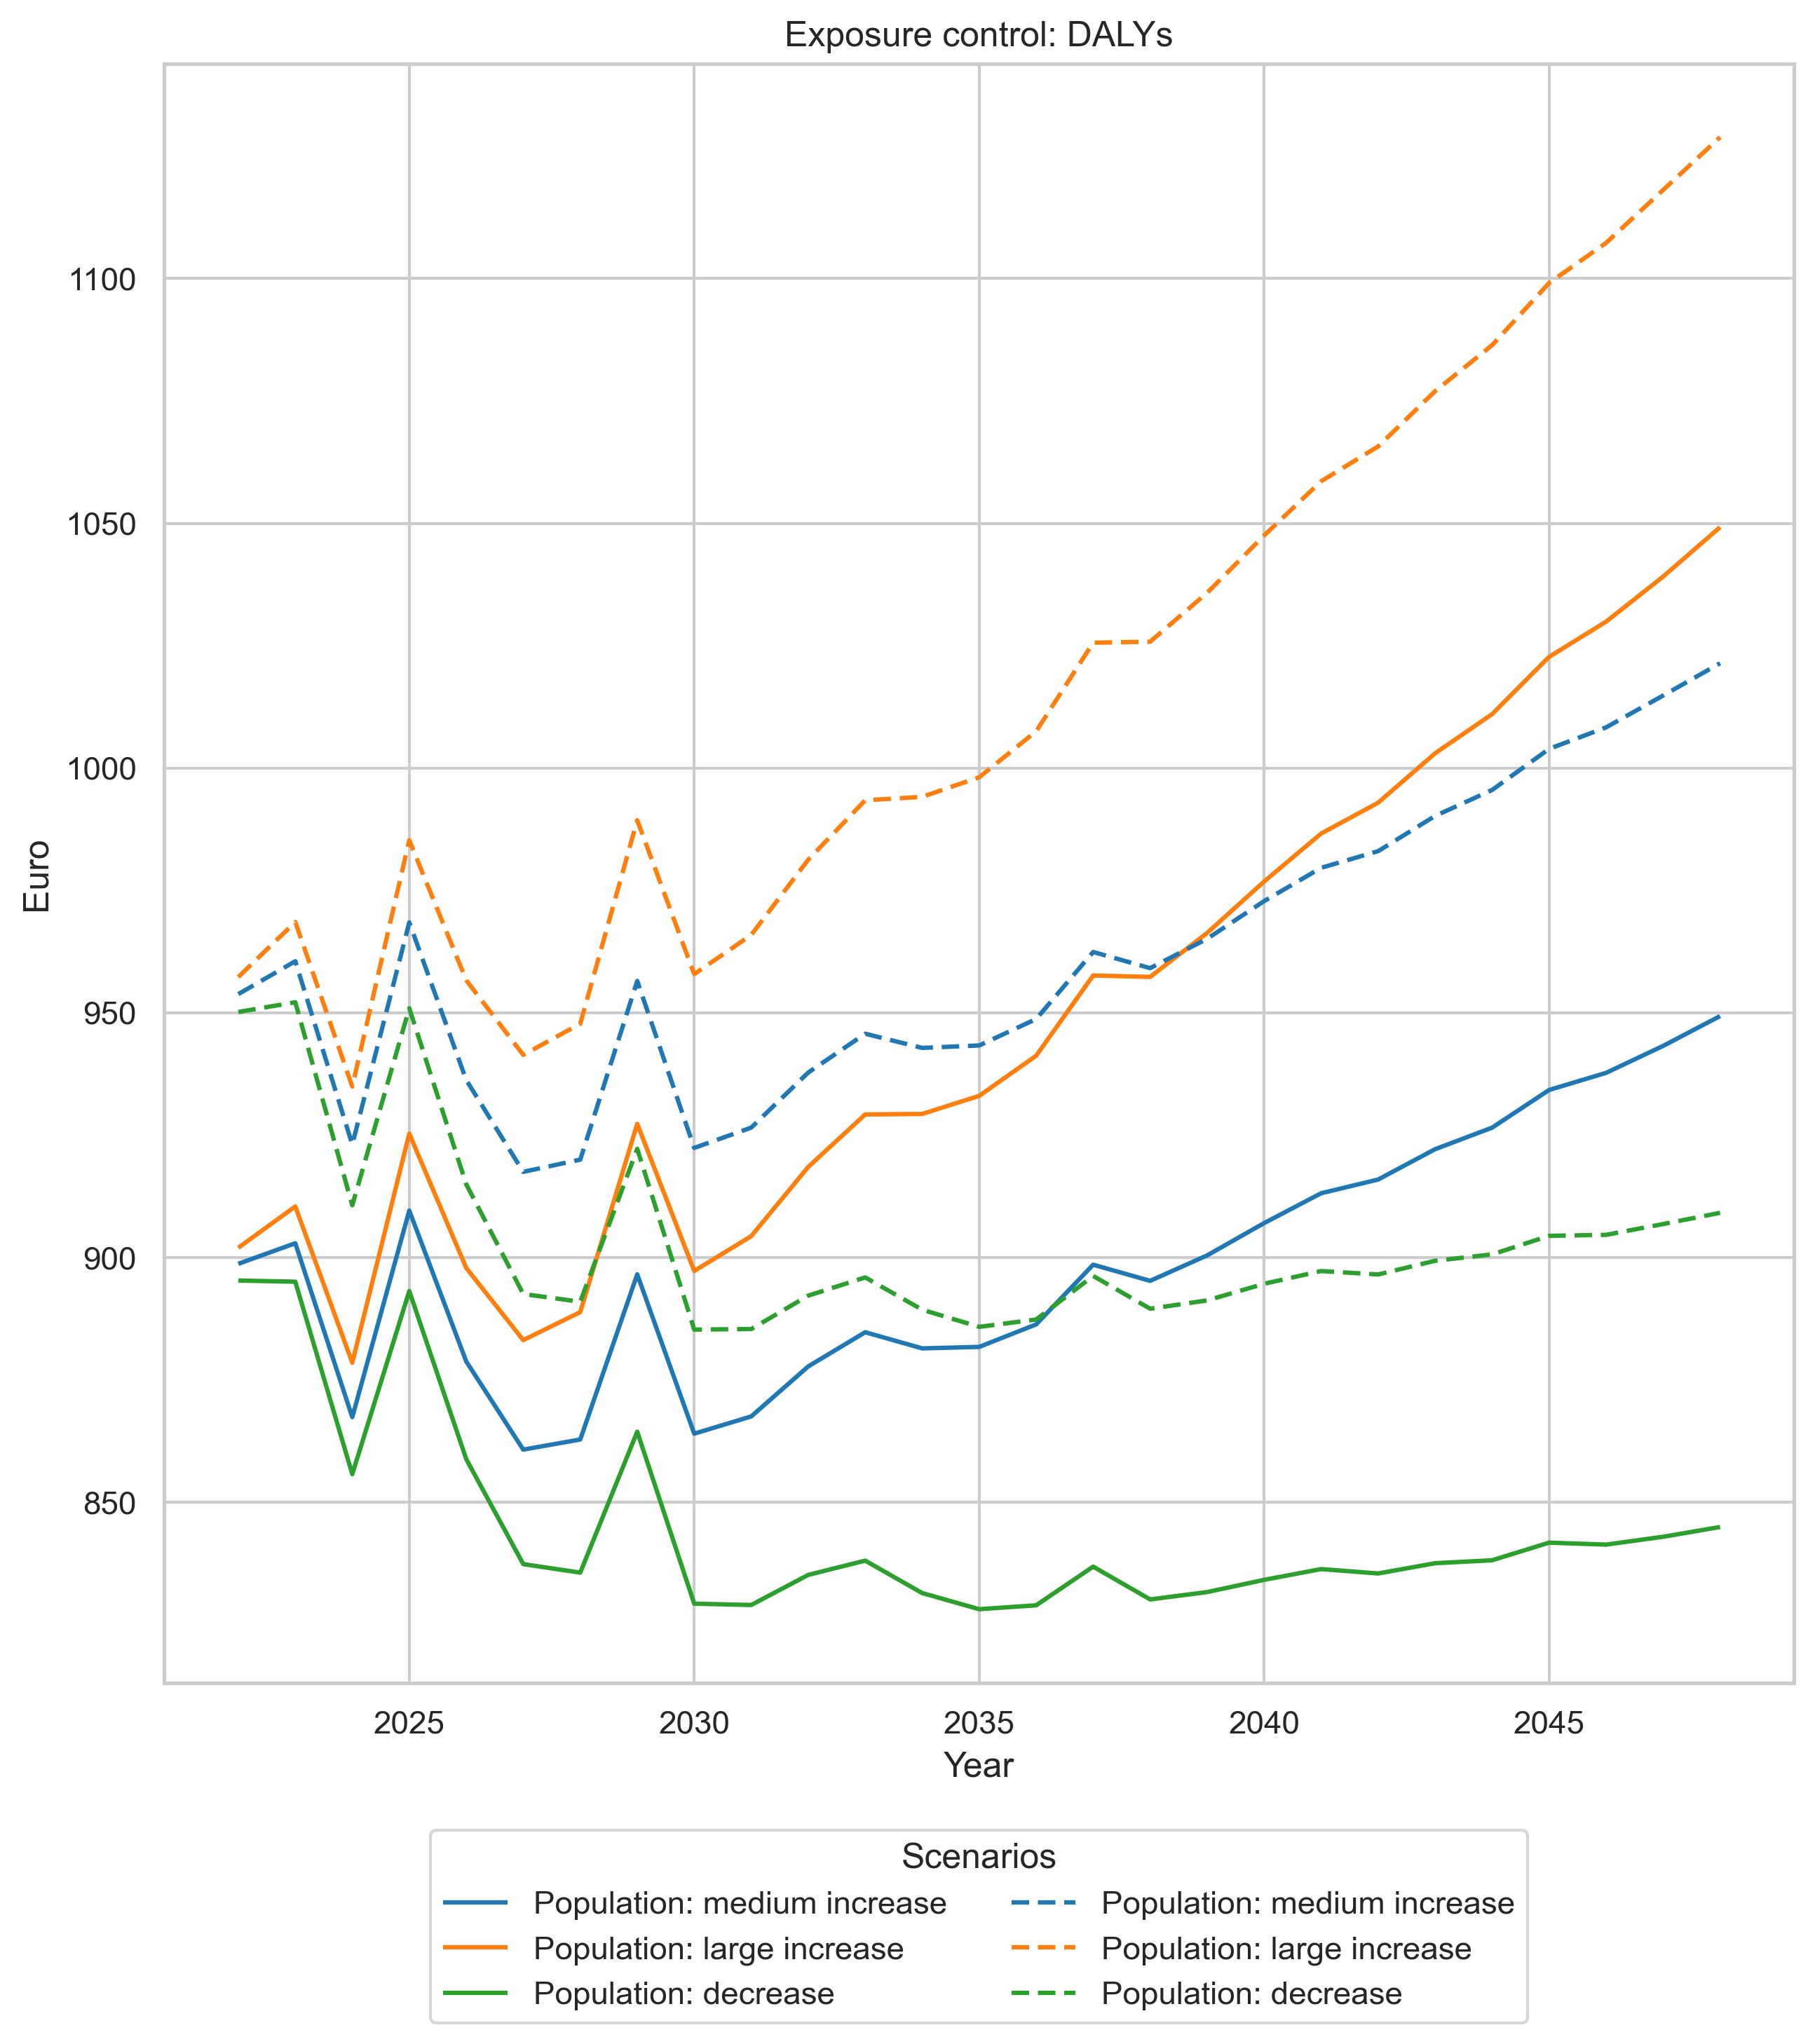 Exposure control: DALYs
1100
1050
1000
950
900
850
Euro
2025 2030 2035 2040 2045
Year
Scenarios
Population: medium increase Population: medium increase
Population: large increase Population: large increase
Population: decrease Population: decrease